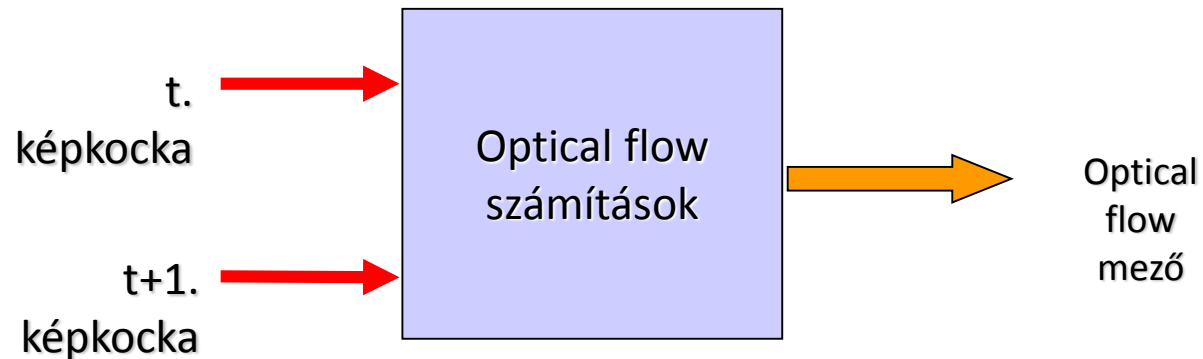 t.
képkocka
t+1.
képkocka
Optical flow
számítások
Optical
flow
mező